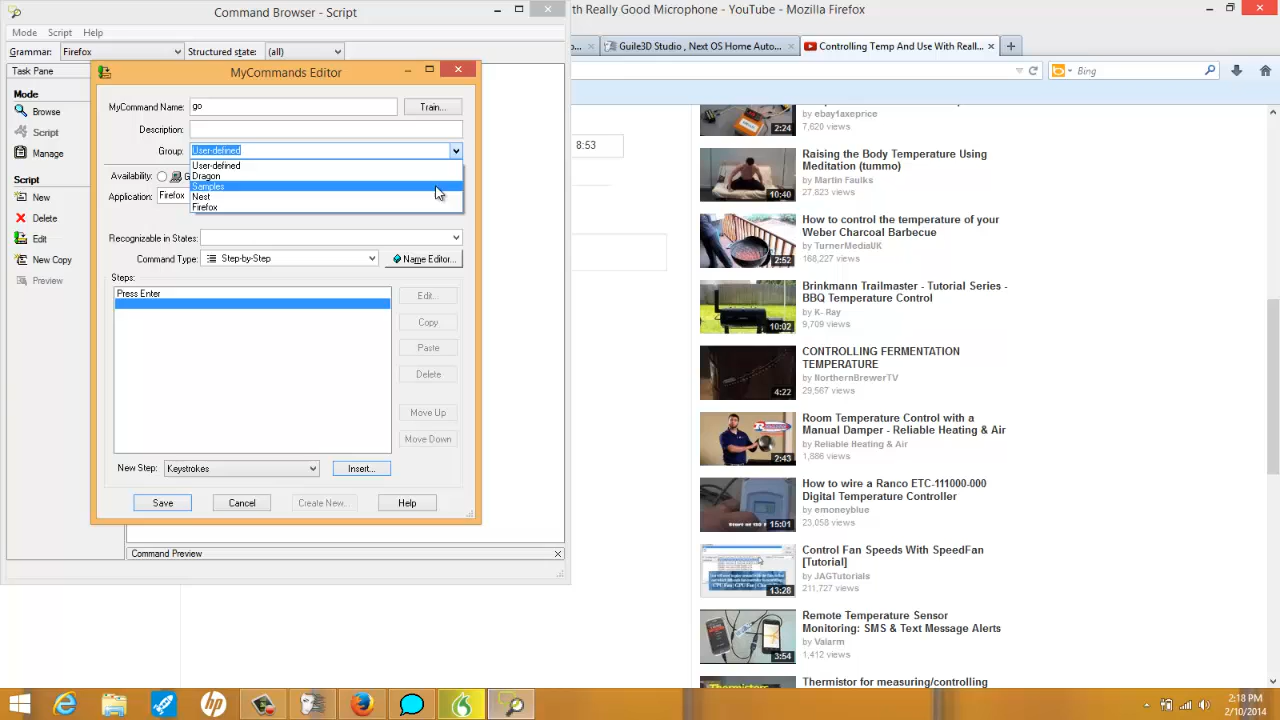 Command Browser - Script
th Really Good Microphone - YouTube - Mozilla Firefox
Mode Script Help
Grammar: Firefox Structured state: (all)
o... Guile3D Studio , Next OS Home Auto... Controlling Temp And Use With Reall...
Task Pane
MyCommands Editor
Bing
Mode
Browse
Script
Manage
Script
New
Delete
Edit
New Copy
Preview
MyCommand Name: go Train...
Description:
Group: User-defined
User-defined
Dragon
Samples
Nest
Firefox
Availability:
Application: Firefox
Recognizable in States:
Command Type: Step-by-Step Name Editor...
Steps:
Press Enter
Edit...
Copy
Paste
Delete
Move Up
Move Down
New Step: Keystrokes Insert...
Save Cancel Create New... Help
Command Preview
8:53
by ebay1axeprice
7,620 views
2:24
Raising the Body Temperature Using
Meditation (tummo)
by Martin Faulks
27,823 views
10:40
How to control the temperature of your
Weber Charcoal Barbecue
by TurnerMediaUK
168,227 views
2:52
Brinkmann Trailmaster - Tutorial Series -
BBQ Temperature Control
by K- Ray
9,709 views
10:02
CONTROLLING FERMENTATION
TEMPERATURE
by NorthernBrewerTV
29,567 views
4:22
Room Temperature Control with a
Manual Damper - Reliable Heating & Air
by Reliable Heating & Air
1,686 views
2:43
How to wire a Ranco ETC-111000-000
Digital Temperature Controller
by emoneyblue
23,058 views
15:01
Control Fan Speeds With SpeedFan
[Tutorial]
by JAGTutorials
211,727 views
13:28
Remote Temperature Sensor
Monitoring: SMS & Text Message Alerts
by Valarm
1,412 views
3:54
Thermistor for measuring/controlling
Thermistors
2:18 PM
2/10/2014